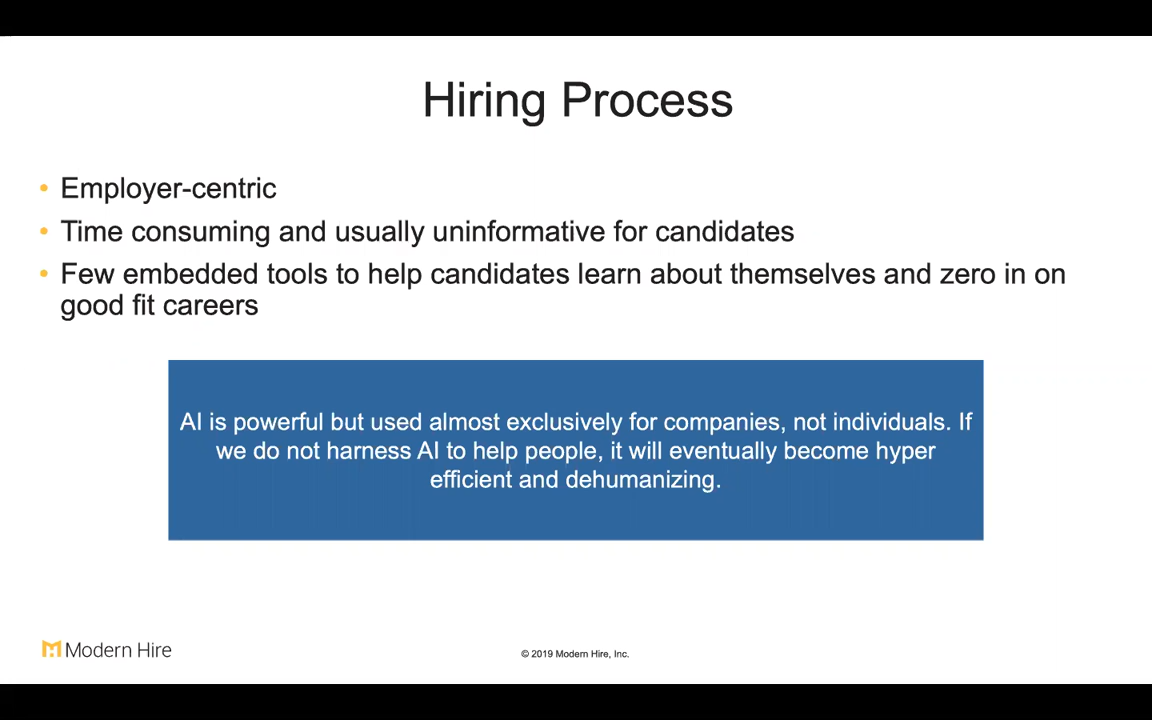 Hiring Process
• Employer-centric
• Time consuming and usually uninformative for candidates
• Few embedded tools to help candidates learn about themselves and zero in on
good fit careers
AI is powerful but used almost exclusively for companies, not individuals. If
we do not harness AI to help people, it will eventually become hyper
efficient and dehumanizing.
Modern Hire
© 2019 Modern Hire, Inc.